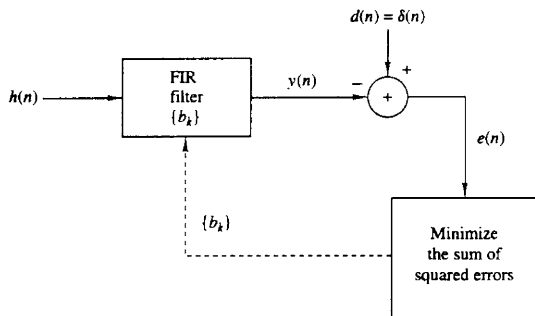 d(n) = δ(n)
FIR
filter
{b_k}
h(n)
y(n)
−
+
+
e(n)
{b_k}
Minimize
the sum of
squared errors